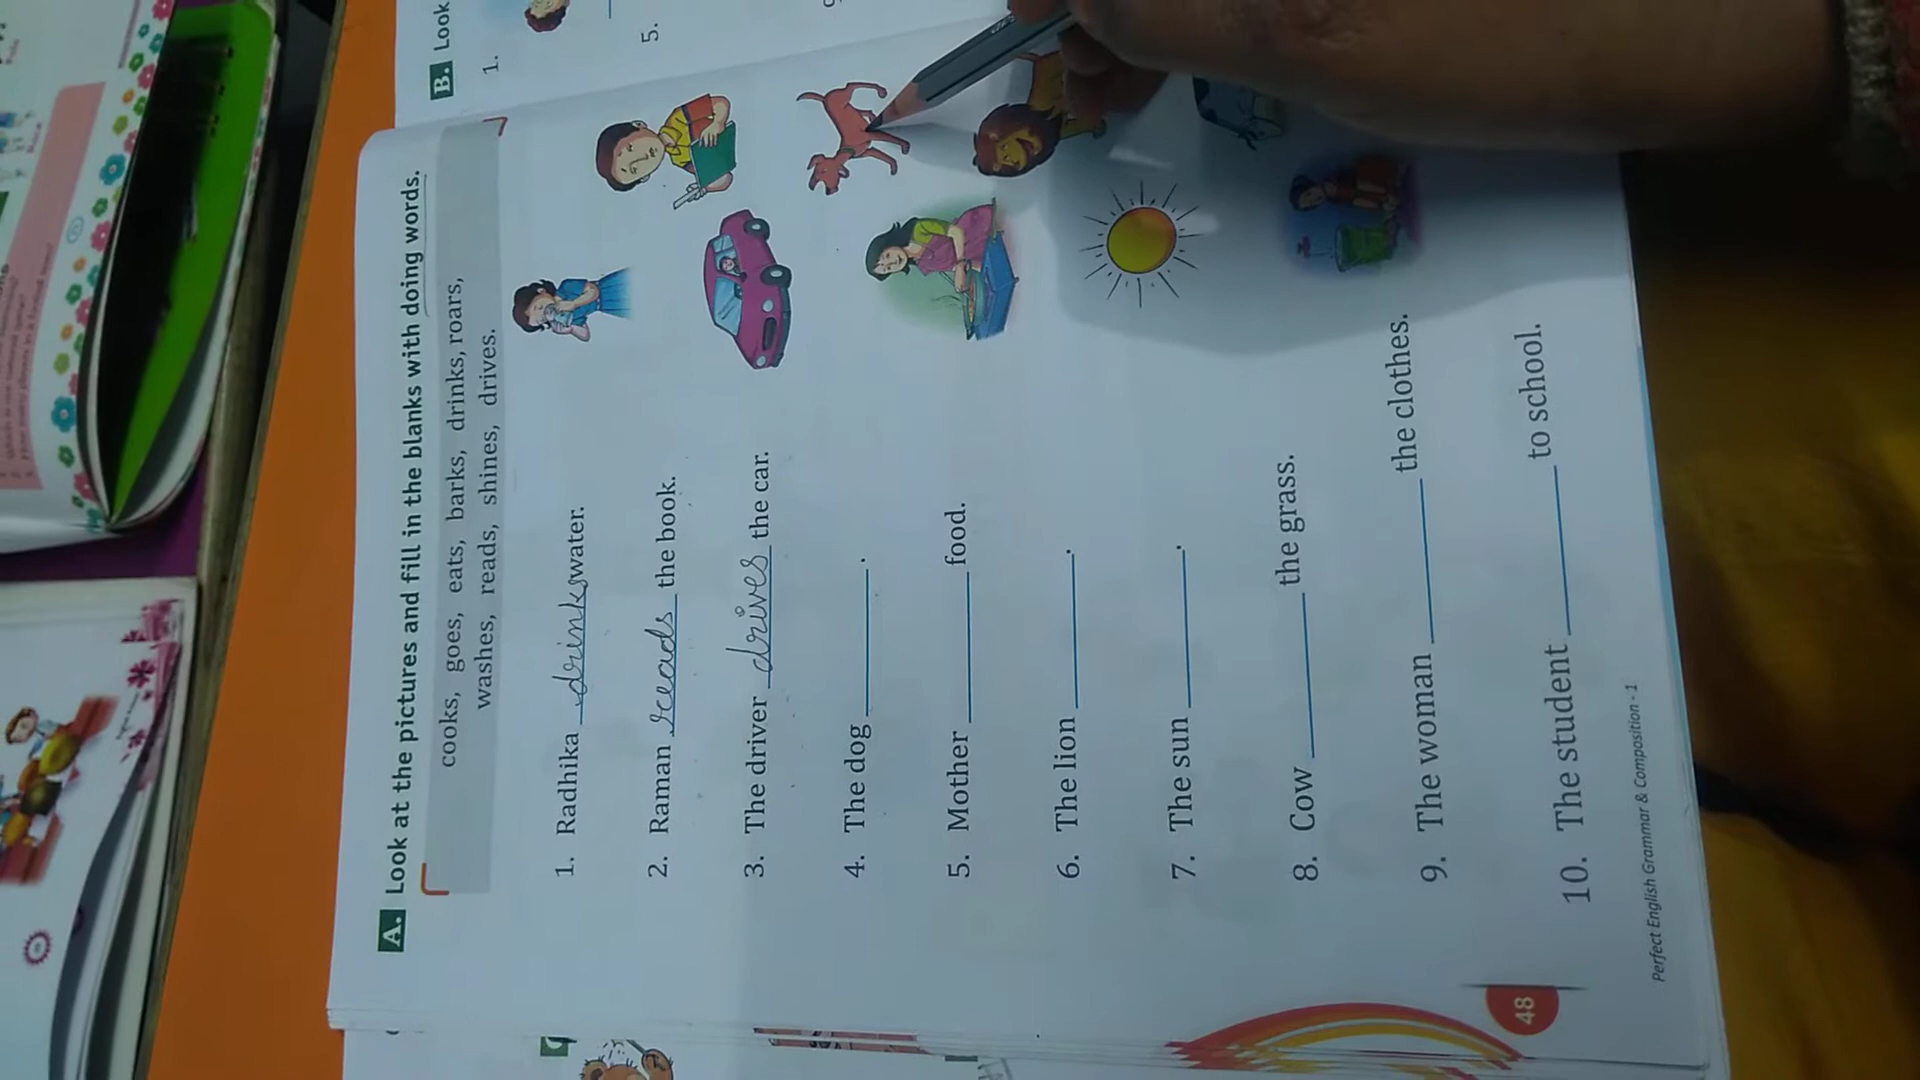 A. Look at the pictures and fill in the blanks with doing words.
cooks, goes, eats, barks, drinks, roars,
washes, reads, shines, drives.
1. Radhika drinks water.
2. Raman reads the book.
3. The driver drives the car.
4. The dog ________.
5. Mother ________ food.
6. The lion ________.
7. The sun ________.
8. Cow ________ the grass.
9. The woman ________ the clothes.
10. The student ________ to school.
48
Perfect English Grammar & Composition - 1
B. Look
1.
5.